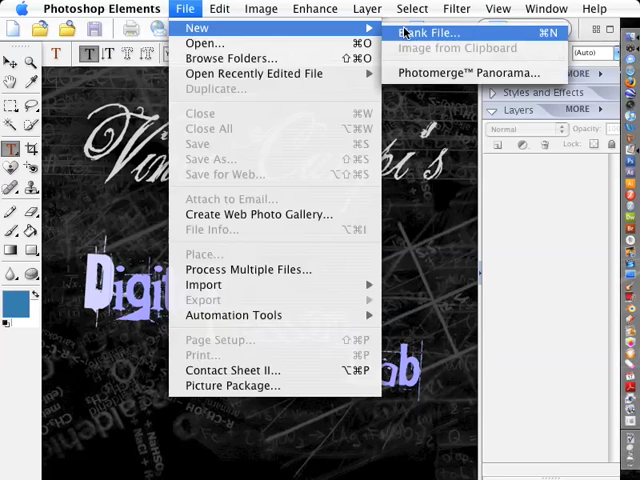 Photoshop Elements File Edit Image Enhance Layer Select Filter View Window Help
New
Blank File... ⌘N
Open... ⌘O
Image from Clipboard
Browse Folders... ⇧⌘O
Open Recently Edited File
Photomerge™ Panorama...
MORE
Duplicate...
Styles and Effects MORE
Layers MORE
Close ⌘W
Close All ⌥⌘W
Normal Opacity:
Save ⌘S
Lock:
Save As... ⇧⌘S
Save for Web... ⌥⇧⌘S
Attach to Email...
Create Web Photo Gallery...
File Info... ⌥⌘I
Place...
Process Multiple Files...
Import
Export
Automation Tools
Page Setup... ⇧⌘P
Print... ⌘P
Contact Sheet II... ⌥⌘P
Picture Package...
(Auto)